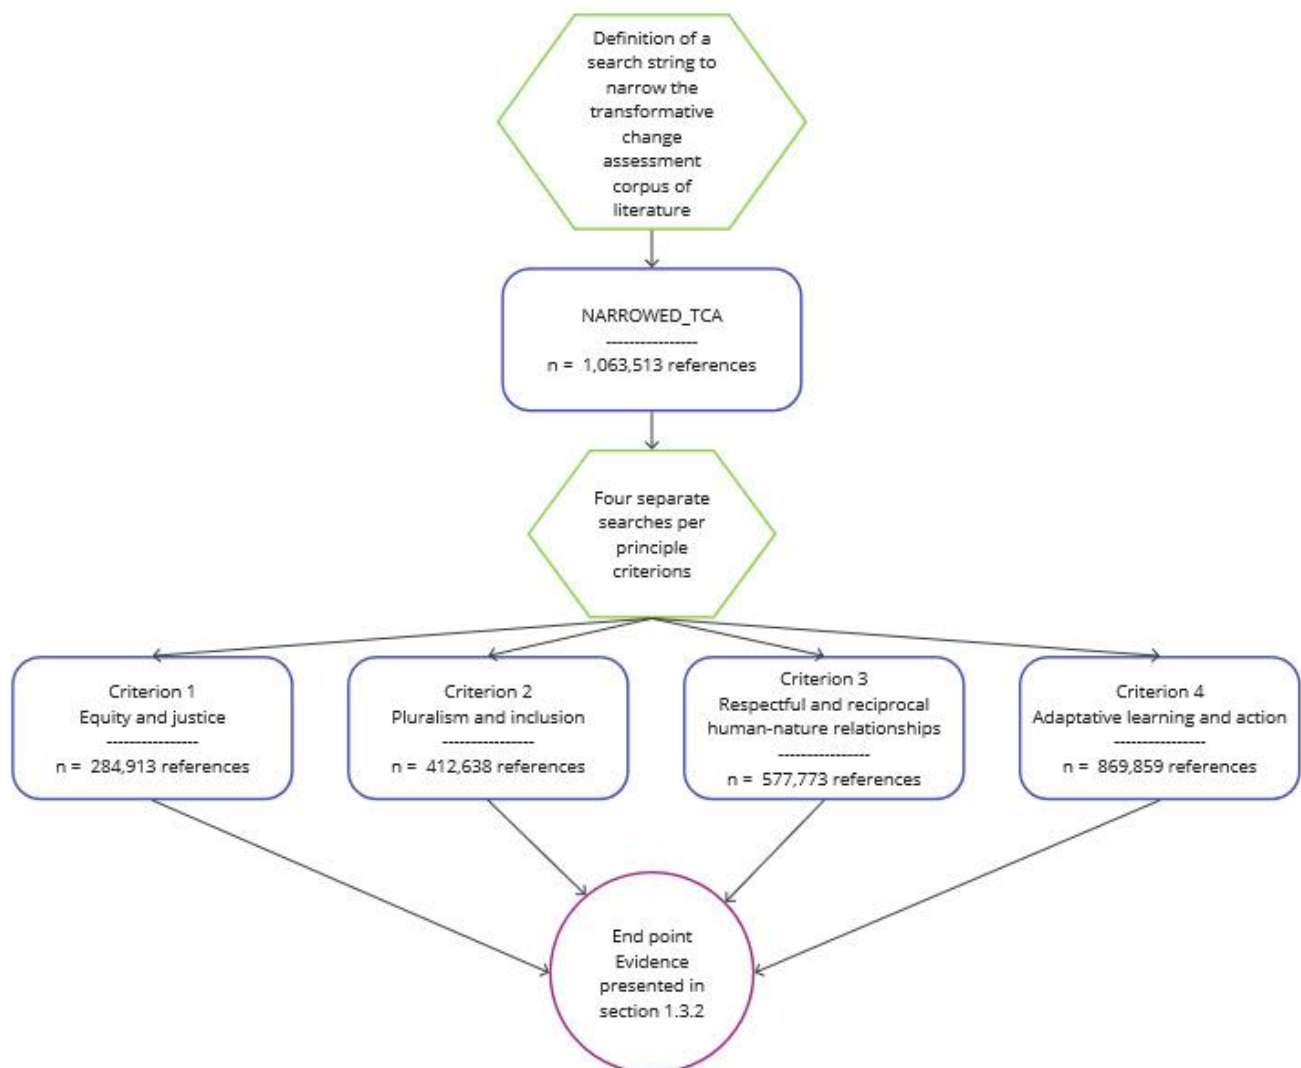 Definition of a
search string to
narrow the
transformative
change
assessment
corpus of
literature
NARROWED_TCA
----------------
n =  1,063,513 references
Four separate
searches per
principle
criterions
Criterion 1
Equity and justice
----------------
n =  284,913 references
Criterion 2
Pluralism and inclusion
----------------
n =  412,638 references
Criterion 3
Respectful and reciprocal
human-nature relationships
----------------
n =  577,773 references
Criterion 4
Adaptative learning and action
----------------
n =  869,859 references
End point
Evidence
presented in
section 1.3.2